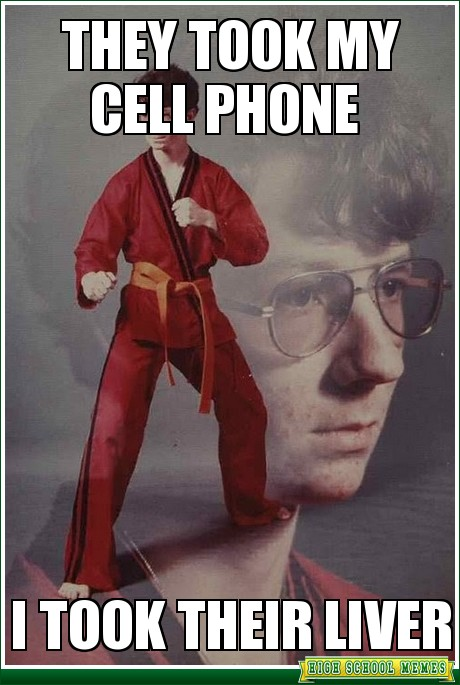 THEY TOOK MY
CELL PHONE
I TOOK THEIR LIVER
HIGH SCHOOL MEMES